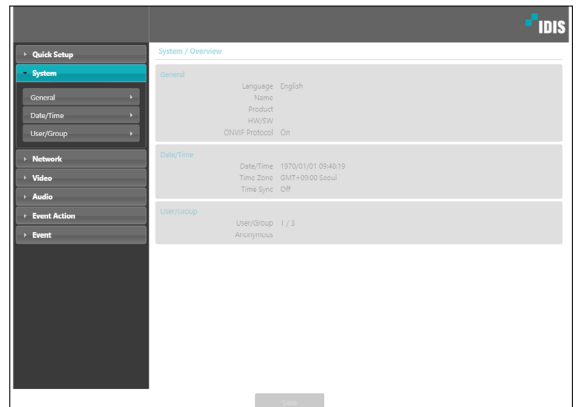 IDIS
Quick Setup
System
General
Date/Time
User/Group
Network
Video
Audio
Event Action
Event
System / Overview
General
Language English
Name
Product
HW/SW
ONVIF Protocol On
Date/Time
Date/Time 1970/01/01 09:40:19
Time Zone GMT+00:00 Seoul
Time Sync Off
User/Group
User/Group 1 / 3
Anonymous
Save